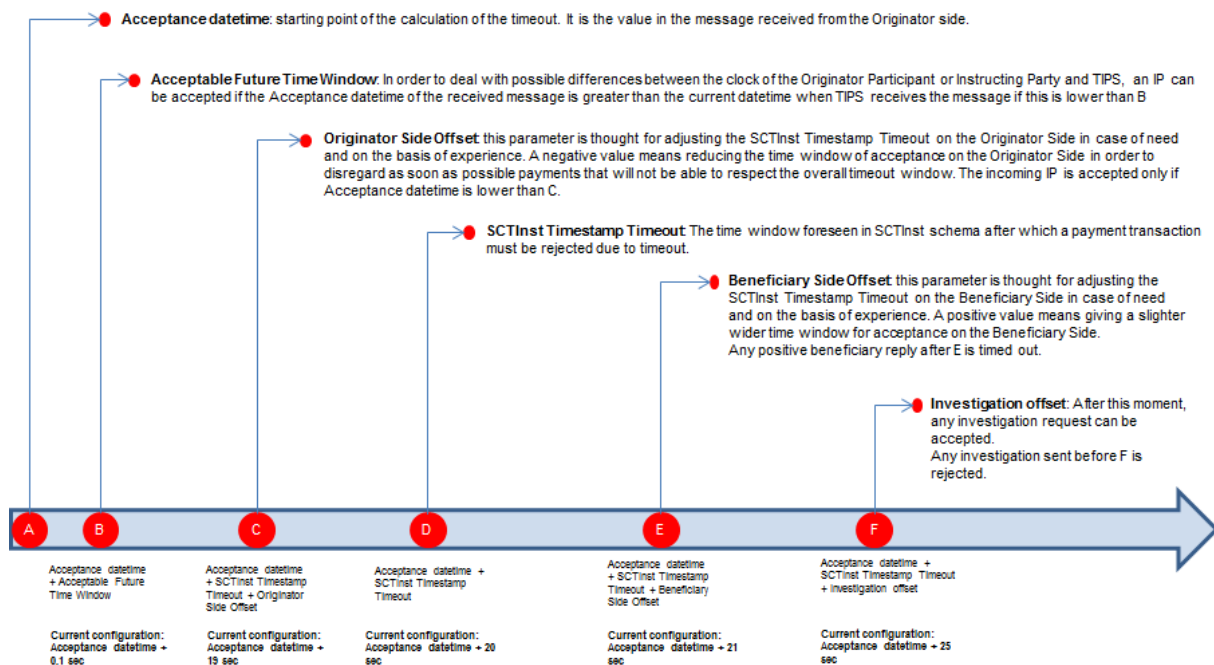 Acceptance datetime: starting point of the calculation of the timeout. It is the value in the message received from the Originator side.
Acceptable Future Time Window: In order to deal with possible differences between the clock of the Originator Participant or Instructing Party and TIPS, an IP can
be accepted if the Acceptance datetime of the received message is greater than the current datetime when TIPS receives the message if this is lower than B
Originator Side Offset: this parameter is thought for adjusting the SCTInst Timestamp Timeout on the Originator Side in case of need
and on the basis of experience. A negative value means reducing the time window of acceptance on the Originator Side in order to
disregard as soon as possible payments that will not be able to respect the overall timeout window. The incoming IP is accepted only if
Acceptance datetime is lower than C.
SCTInst Timestamp Timeout: The time window foreseen in SCTInst schema after which a payment transaction
must be rejected due to timeout.
Beneficiary Side Offset: this parameter is thought for adjusting the
SCTInst Timestamp Timeout on the Beneficiary Side in case of need
and on the basis of experience. A positive value means giving a slighter
wider time window for acceptance on the Beneficiary Side.
Any positive beneficiary reply after E is timed out.
Investigation offset: After this moment,
any investigation request can be
accepted.
Any investigation sent before F is
rejected.
A
B
C
D
E
F
Acceptance datetime
+ Acceptable Future
Time Window
Current configuration:
Acceptance datetime +
0.1 sec
Acceptance datetime
+ SCTInst Timestamp
Timeout + Originator
Side Offset
Current configuration:
Acceptance datetime +
19 sec
Acceptance datetime +
SCTInst Timestamp
Timeout
Current configuration:
Acceptance datetime + 20
sec
Acceptance datetime
+ SCTInst Timestamp
Timeout + Beneficiary
Side Offset
Current configuration:
Acceptance datetime + 21
sec
Acceptance datetime +
SCTInst Timestamp Timeout
+ Investigation offset
Current configuration:
Acceptance datetime + 25
sec